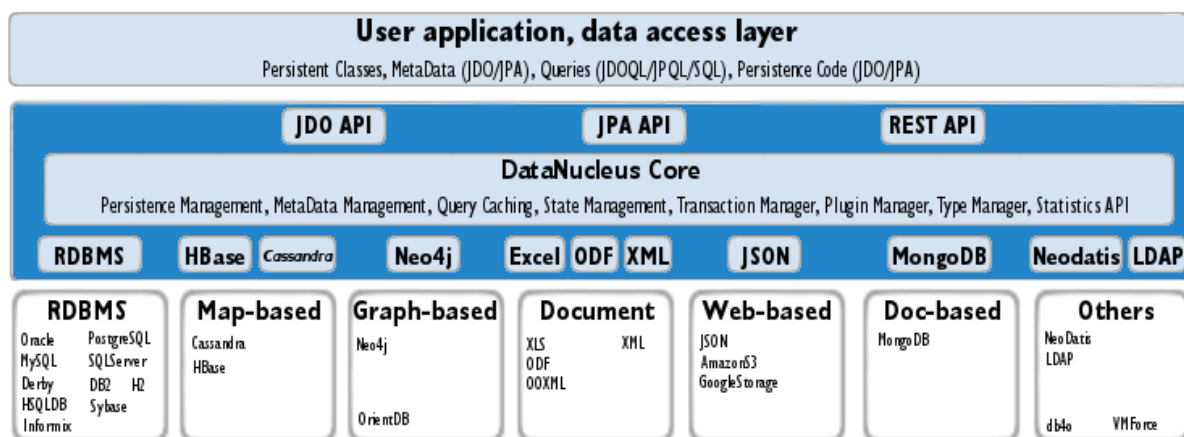 User application, data access layer
Persistent Classes, MetaData (JDO/JPA), Queries (JDOQL/JPQL/SQL), Persistence Code (JDO/JPA)
JDO API JPA API REST API
DataNucleus Core
Persistence Management, MetaData Management, Query Caching, State Management, Transaction Manager, Plugin Manager, Type Manager, Statistics API
RDBMS HBase Cassandra Neo4j Excel ODF XML JSON MongoDB Neodatis LDAP
RDBMS
Oracle PostgreSQL
MySQL SQLServer
Derby DB2 H2
HSQLDB Sybase
Informix
Map-based
Cassandra
HBase
Graph-based
Neo4j
OrientDB
Document
XLS XML
ODF
OOXML
Web-based
JSON
AmazonS3
GoogleStorage
Doc-based
MongoDB
Others
NeoDatis
LDAP
db4o VMForce